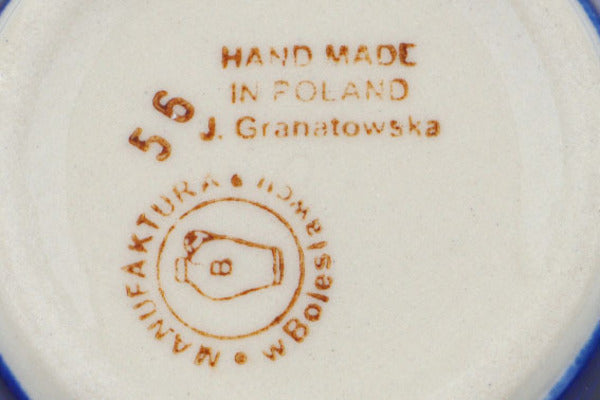 HAND MADE
IN POLAND
J. Granatowska
56
MANUFAKTURA • w Bolesławcu •
B